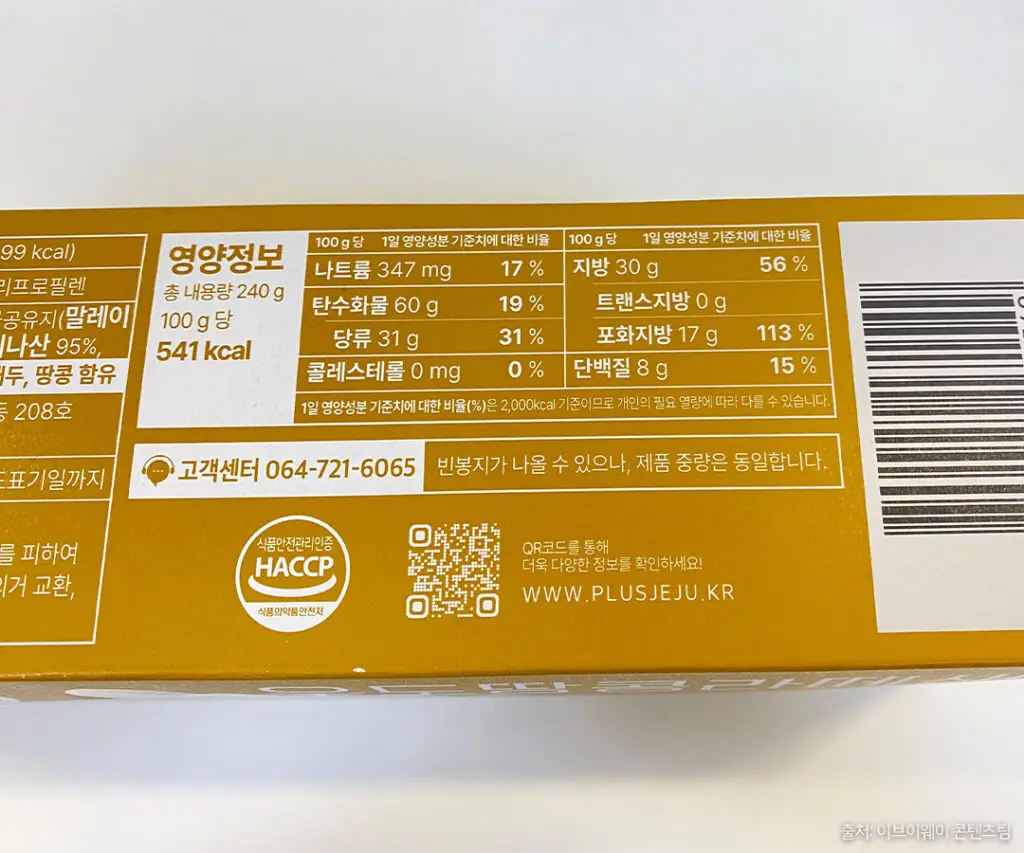 99 kcal)
리프로필렌
공유지(말레이
나산 95%,
두, 땅콩 함유
208호
표기일까지
를 피하여
의거 교환,
영양정보
총 내용량 240 g
100 g 당
541 kcal
100 g 당 1일 영양성분 기준치에 대한 비율
나트륨 347 mg 17 %
탄수화물 60 g 19 %
당류 31 g 31 %
콜레스테롤 0 mg 0 %
100 g 당 1일 영양성분 기준치에 대한 비율
지방 30 g 56 %
트랜스지방 0 g
포화지방 17 g 113 %
단백질 8 g 15 %
1일 영양성분 기준치에 대한 비율(%)은 2,000kcal 기준이므로 개인의 필요 열량에 따라 다를 수 있습니다.
고객센터 064-721-6065
빈봉지가 나올 수 있으나, 제품 중량은 동일합니다.
식품안전관리인증
HACCP
식품의약품안전처
QR코드를 통해
더욱 다양한 정보를 확인하세요!
WWW.PLUSJEJU.KR
출처: 이브이웨이 콘텐츠팀